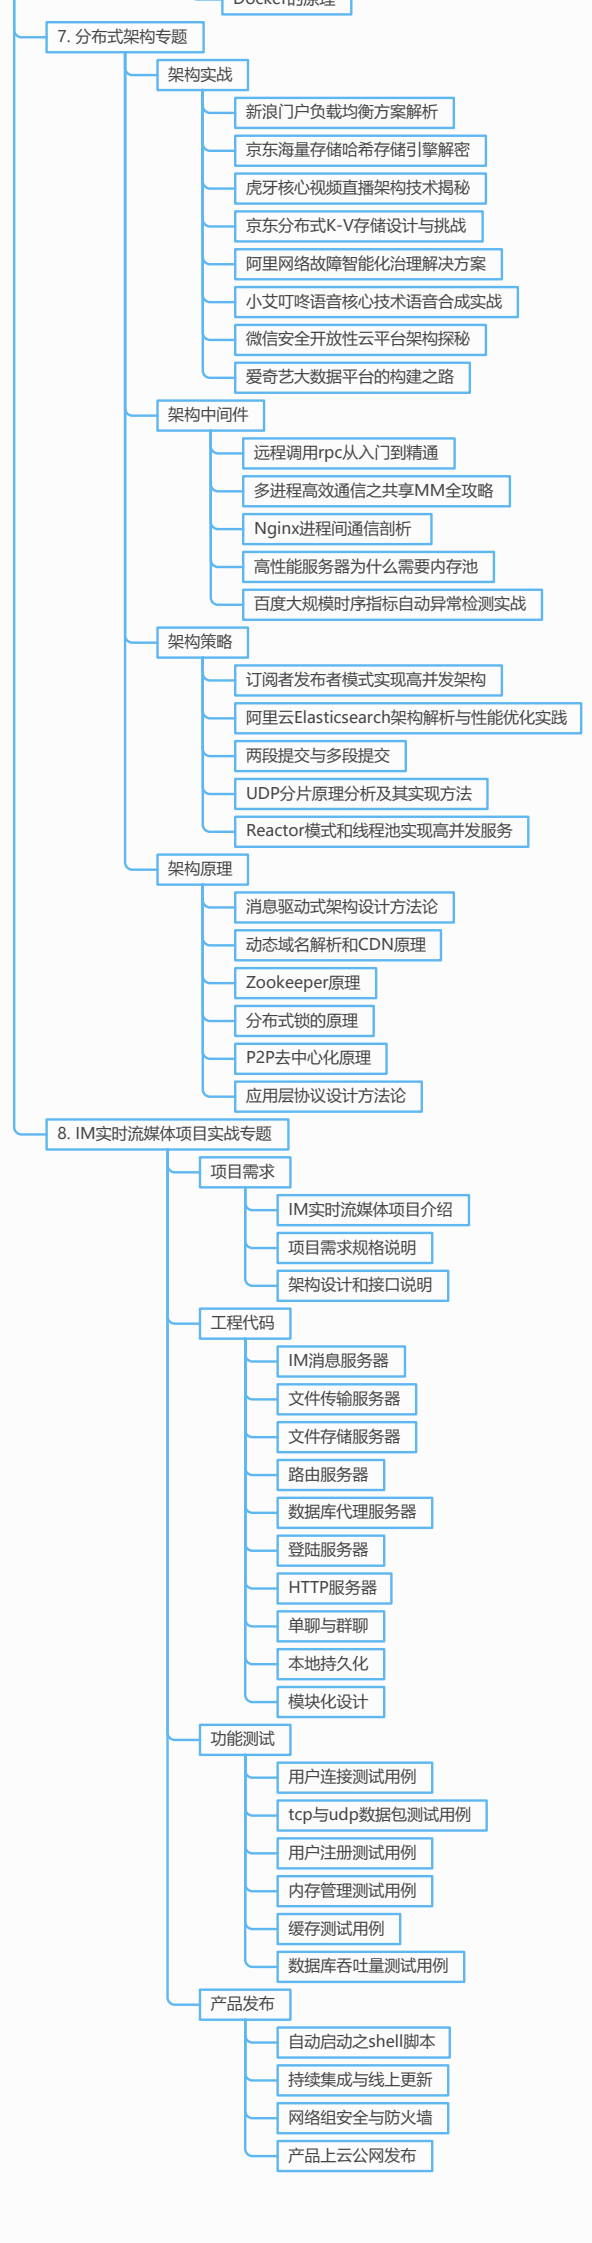 Docker的原理
7. 分布式架构专题
架构实战
新浪门户负载均衡方案解析
京东海量存储哈希存储引擎解密
虎牙核心视频直播架构技术揭秘
京东分布式K-V存储设计与挑战
阿里网络故障智能化治理解决方案
小艾叮咚语音核心技术语音合成实战
微信安全开放性云平台架构探秘
爱奇艺大数据平台的构建之路
架构中间件
远程调用rpc从入门到精通
多进程高效通信之共享MM全攻略
Nginx进程间通信剖析
高性能服务器为什么需要内存池
百度大规模时序指标自动异常检测实战
架构策略
订阅者发布者模式实现高并发架构
阿里云Elasticsearch架构解析与性能优化实践
两段提交与多段提交
UDP分片原理分析及其实现方法
Reactor模式和线程池实现高并发服务
架构原理
消息驱动式架构设计方法论
动态域名解析和CDN原理
Zookeeper原理
分布式锁的原理
P2P去中心化原理
应用层协议设计方法论
8. IM实时流媒体项目实战专题
项目需求
IM实时流媒体项目介绍
项目需求规格说明
架构设计和接口说明
工程代码
IM消息服务器
文件传输服务器
文件存储服务器
路由服务器
数据库代理服务器
登陆服务器
HTTP服务器
单聊与群聊
本地持久化
模块化设计
功能测试
用户连接测试用例
tcp与udp数据包测试用例
用户注册测试用例
内存管理测试用例
缓存测试用例
数据库吞吐量测试用例
产品发布
自动启动之shell脚本
持续集成与线上更新
网络组安全与防火墙
产品上云公网发布